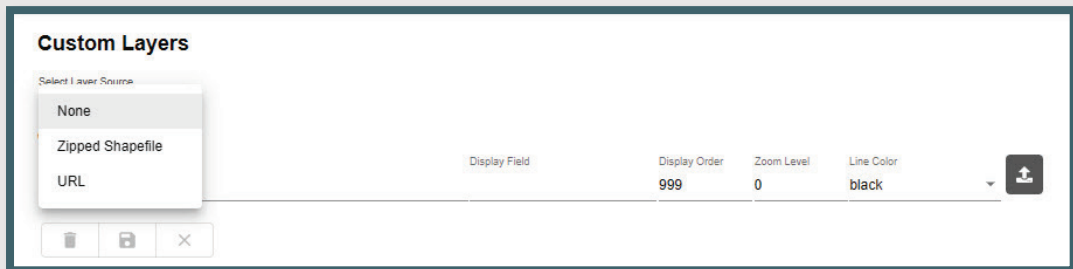 Custom Layers
Select Layer Source
None
Zipped Shapefile
URL
Display Field
Display Order
Zoom Level
Line Color
999
0
black